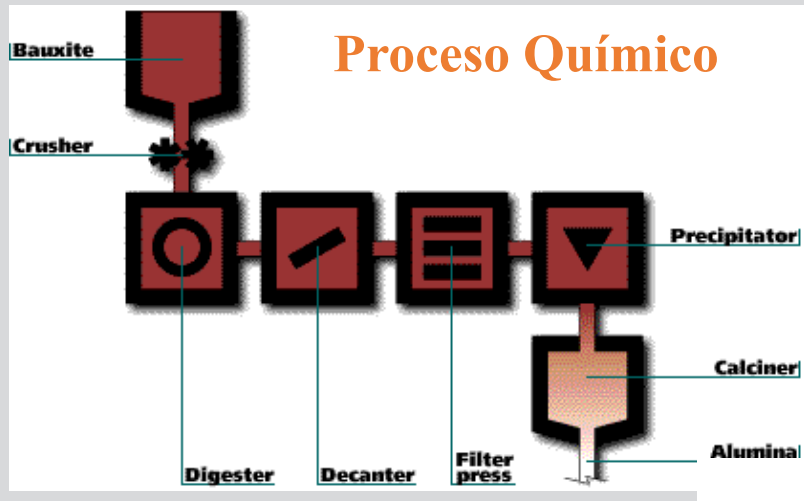 Proceso Químico
Bauxite
Crusher
Precipitator
Calciner
Alumina
Digester
Decanter
Filter
press